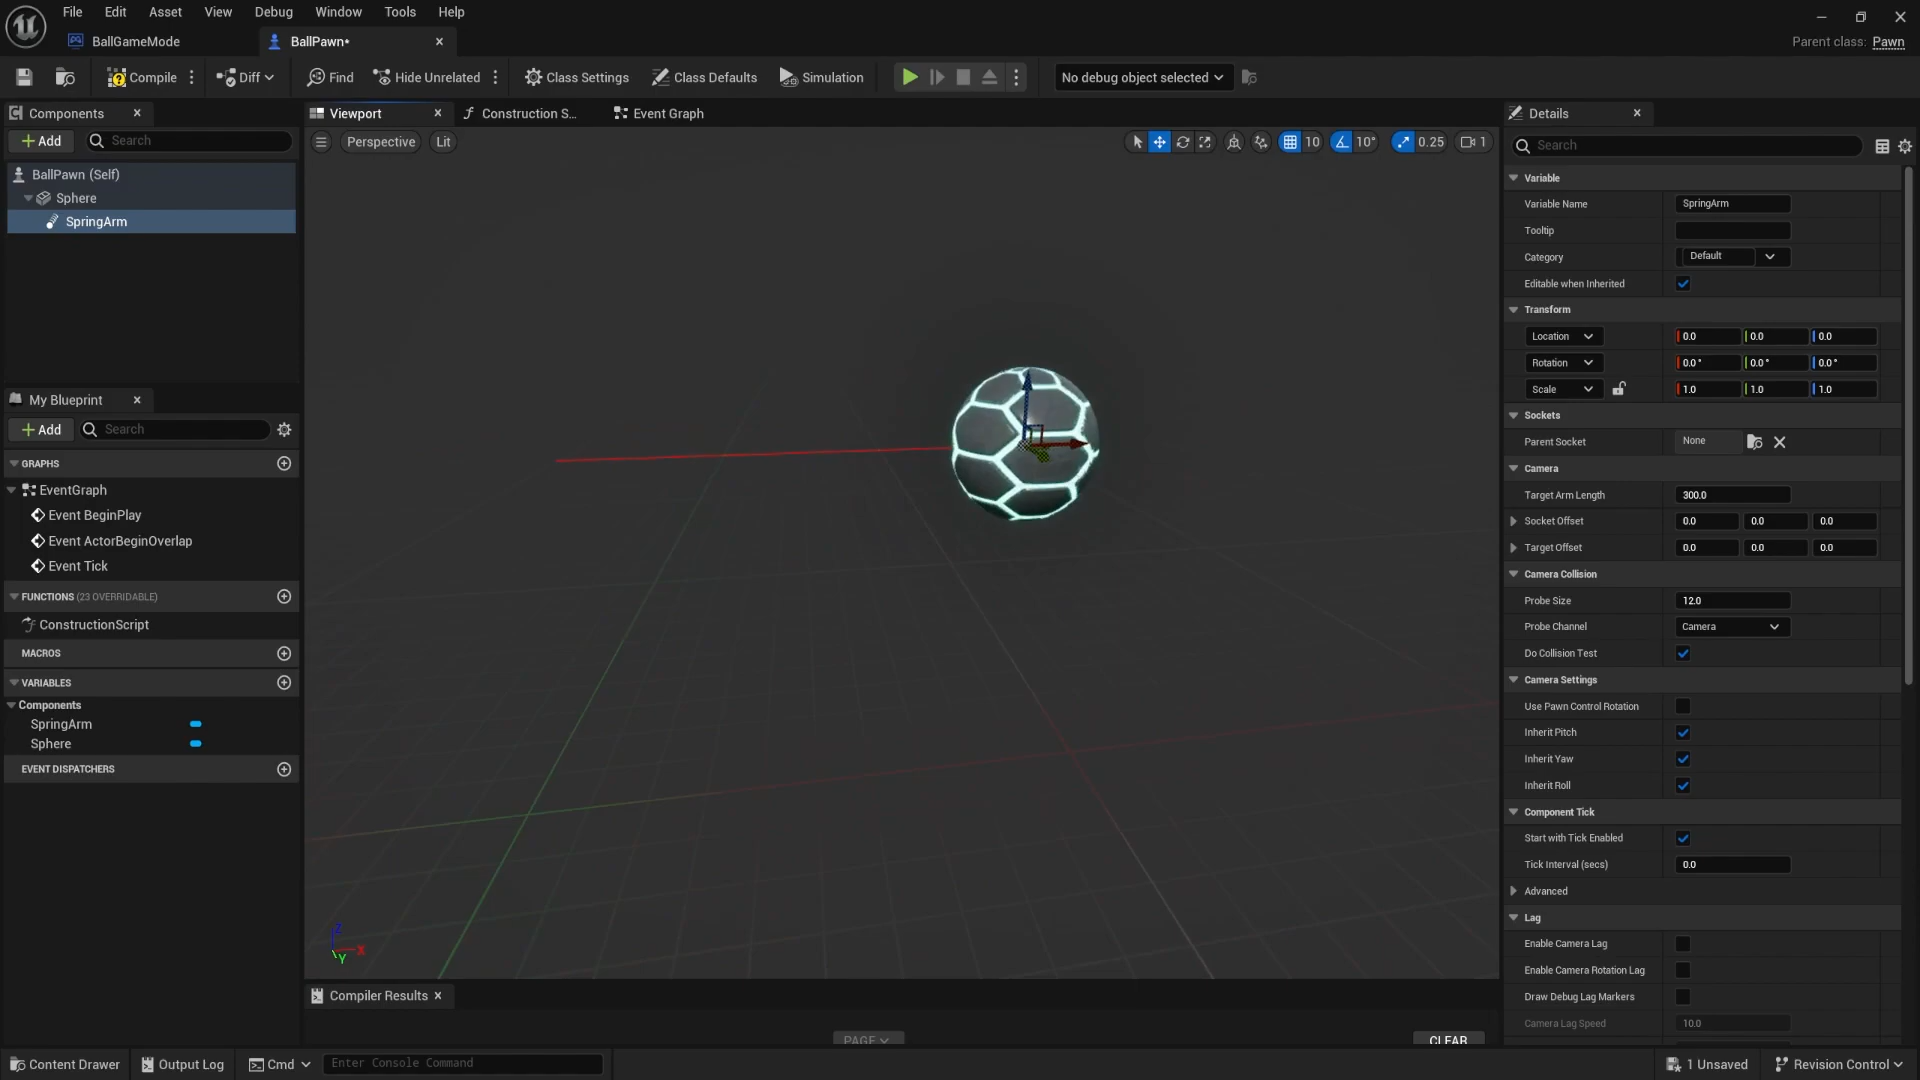 File Edit Asset View Debug Window Tools Help
BallGameMode
BallPawn•
Parent class: Pawn
Compile
Diff
Find
Hide Unrelated
Class Settings
Class Defaults
Simulation
No debug object selected
Components
Add
Search
BallPawn (Self)
Sphere
SpringArm
My Blueprint
Add
Search
GRAPHS
EventGraph
Event BeginPlay
Event ActorBeginOverlap
Event Tick
FUNCTIONS (23 OVERRIDABLE)
ConstructionScript
MACROS
VARIABLES
Components
SpringArm
Sphere
EVENT DISPATCHERS
Viewport
Construction S...
Event Graph
Perspective
Lit
10
10°
0.25
1
Z
X
Y
Compiler Results
PAGE
CLEAR
Details
Search
Variable
Variable Name SpringArm
Tooltip
Category Default
Editable when Inherited
Transform
Location 0.0 0.0 0.0
Rotation 0.0° 0.0° 0.0°
Scale 1.0 1.0 1.0
Sockets
Parent Socket None
Camera
Target Arm Length 300.0
Socket Offset 0.0 0.0 0.0
Target Offset 0.0 0.0 0.0
Camera Collision
Probe Size 12.0
Probe Channel Camera
Do Collision Test
Camera Settings
Use Pawn Control Rotation
Inherit Pitch
Inherit Yaw
Inherit Roll
Component Tick
Start with Tick Enabled
Tick Interval (secs) 0.0
Advanced
Lag
Enable Camera Lag
Enable Camera Rotation Lag
Draw Debug Lag Markers
Camera Lag Speed 10.0
Content Drawer
Output Log
Cmd
Enter Console Command
1 Unsaved
Revision Control